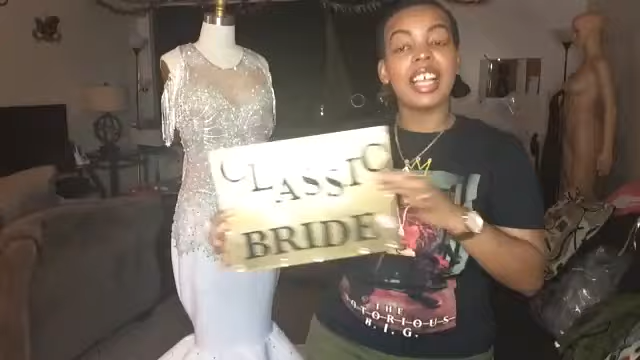 CLASSIC
BRIDE
THE
NOTORIOUS
B.I.G.